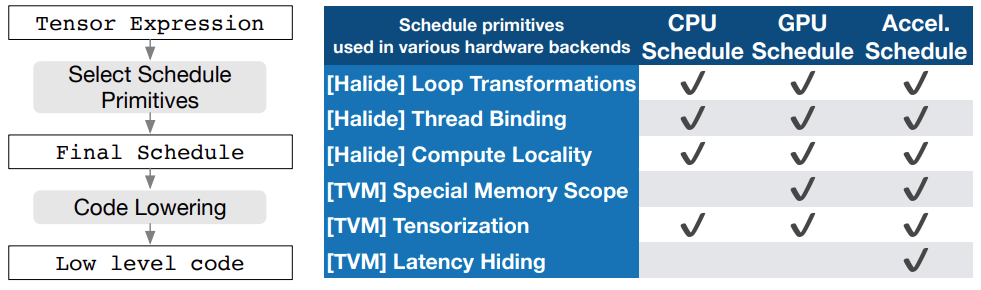 Tensor Expression
Select Schedule
Primitives
Final Schedule
Code Lowering
Low level code
Schedule primitives
used in various hardware backends
CPU
Schedule
GPU
Schedule
Accel.
Schedule
[Halide] Loop Transformations ✔ ✔ ✔
[Halide] Thread Binding ✔ ✔ ✔
[Halide] Compute Locality ✔ ✔ ✔
[TVM] Special Memory Scope ✔ ✔
[TVM] Tensorization ✔ ✔ ✔
[TVM] Latency Hiding ✔